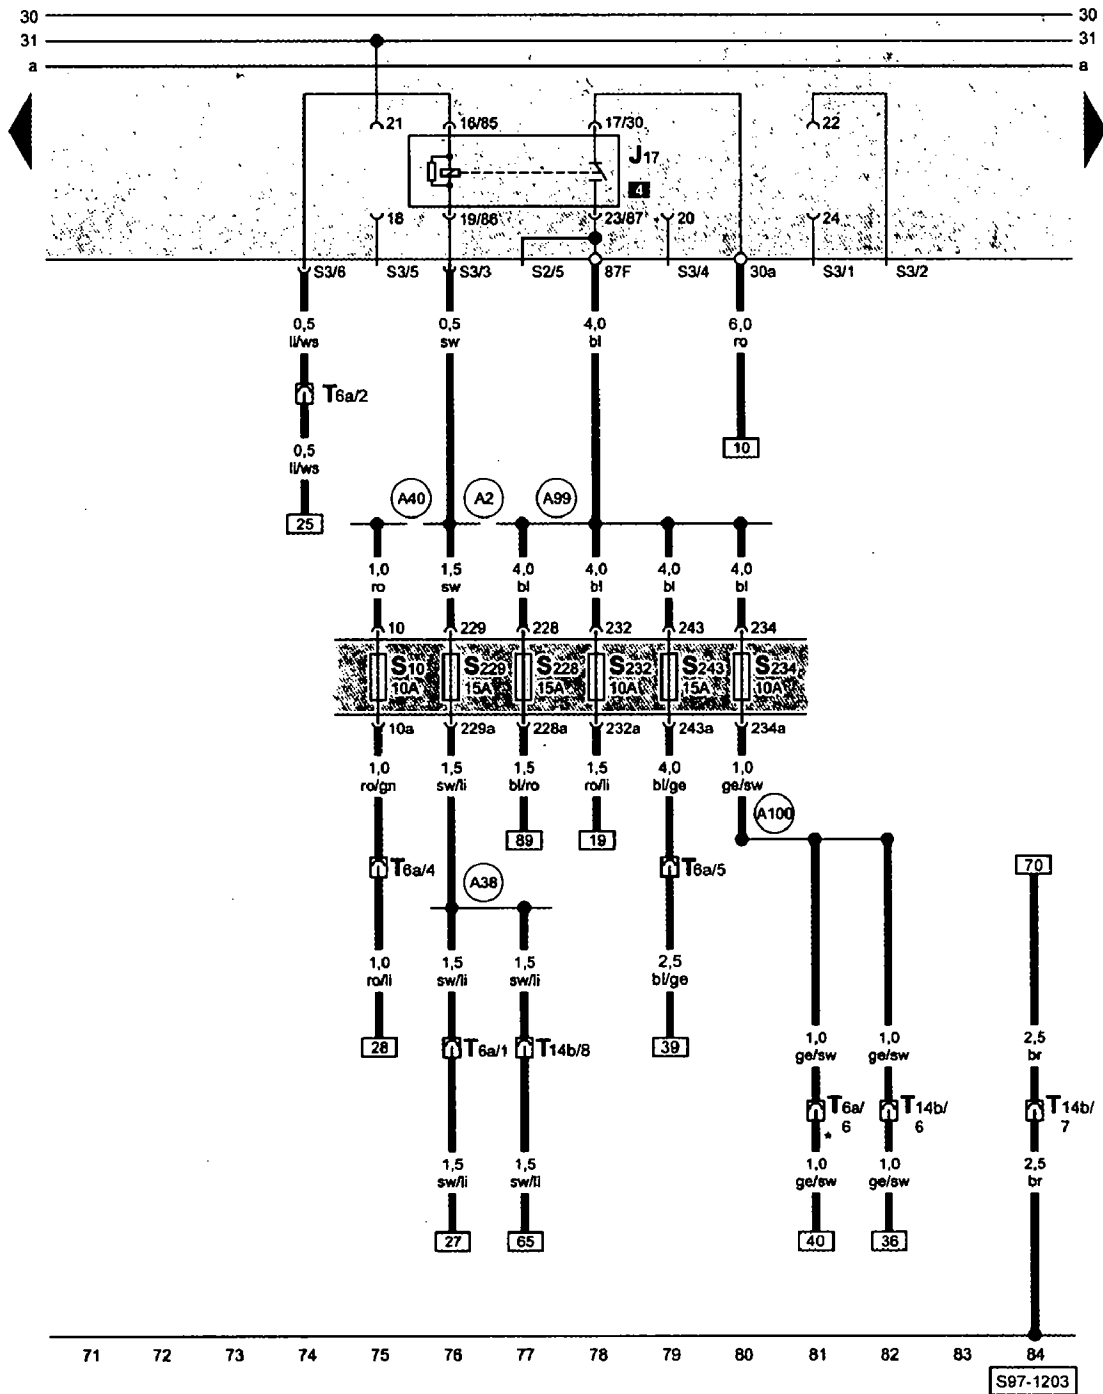 30 30
31 31
a a
21 16/85 17/30 22
J17
4
18 19/86 23/87 20 24
S3/6 S3/5 S3/3 S2/5 87F S3/4 30a S3/1 S3/2
0,5 0,5 4,0 6,0
li/ws sw bl ro
T6a/2
0,5
li/ws
10
A40 A2 A99
25
1,0 1,5 4,0 4,0 4,0 4,0
ro sw bl bl bl bl
10 229 228 232 243 234
S10 S229 S228 S232 S243 S234
10A 15A 15A 10A 15A 10A
10a 229a 228a 232a 243a 234a
1,0 1,5 1,5 1,5 4,0 1,0
ro/gn sw/li bl/ro ro/li bl/ge ge/sw
A100
89 19
T6a/4 T6a/5 70
A38
1,0 1,5 1,5 2,5
ro/li sw/li sw/li bl/ge
28 T6a/1 T14b/8 39
1,0 1,0 2,5
ge/sw ge/sw br
T6a/ T14b/ T14b/
6 6 7
*
1,5 1,5 1,0 1,0 2,5
sw/li sw/li ge/sw ge/sw br
27 65 40 36
71 72 73 74 75 76 77 78 79 80 81 82 83 84
S97-1203